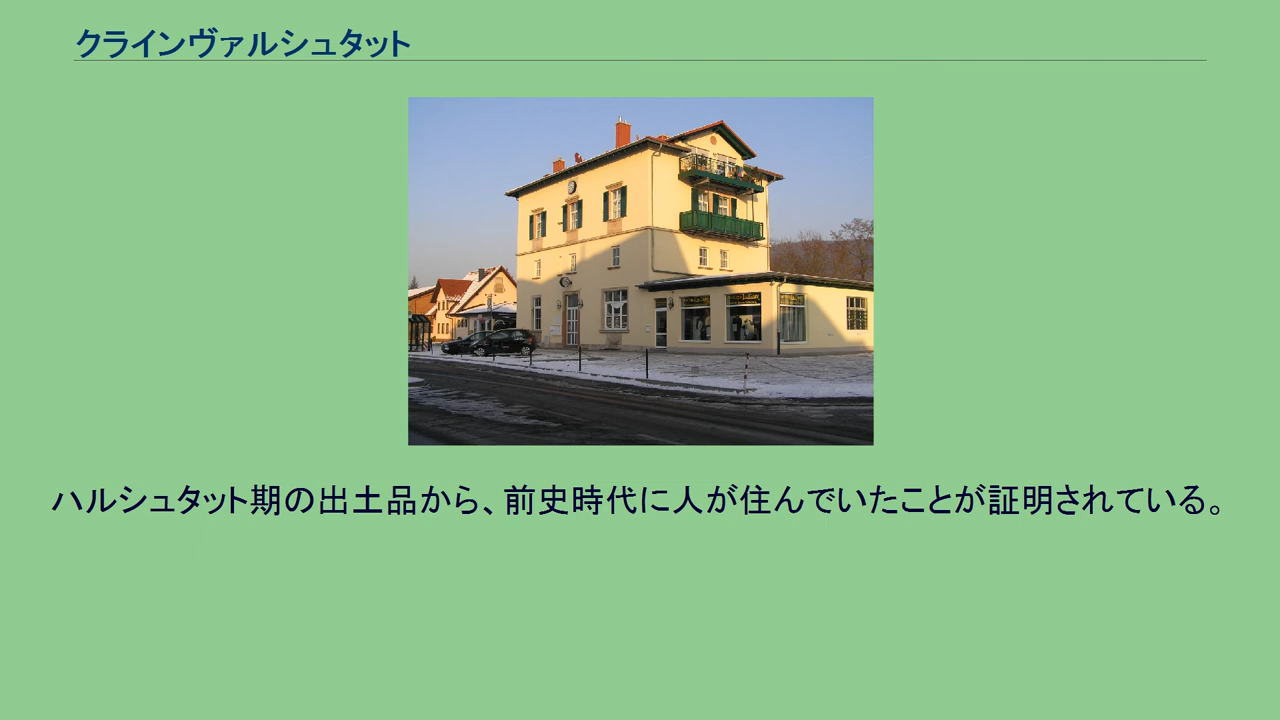 クラインヴァルシュタット
ハルシュタット期の出土品から、前史時代に人が住んでいたことが証明されている。